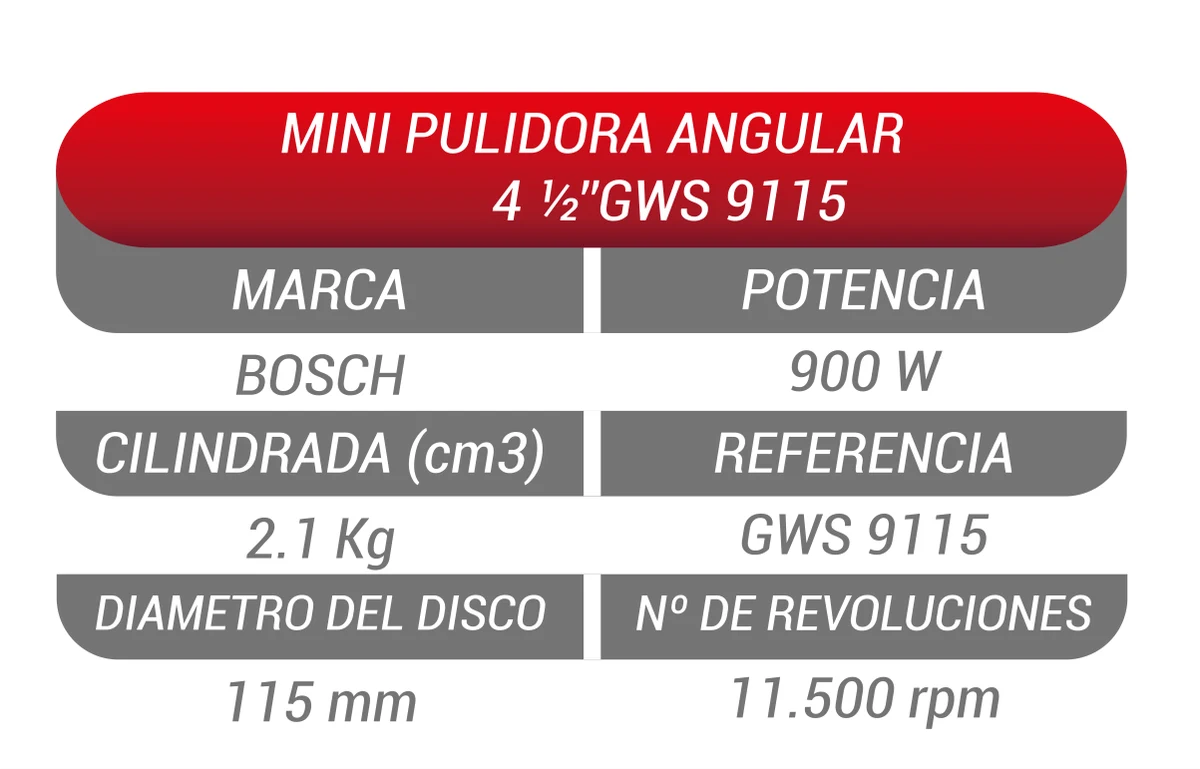 MINI PULIDORA ANGULAR
4 ½"GWS 9115
MARCA
POTENCIA
BOSCH
900 W
CILINDRADA (cm3)
REFERENCIA
2.1 Kg
GWS 9115
DIAMETRO DEL DISCO
Nº DE REVOLUCIONES
115 mm
11.500 rpm